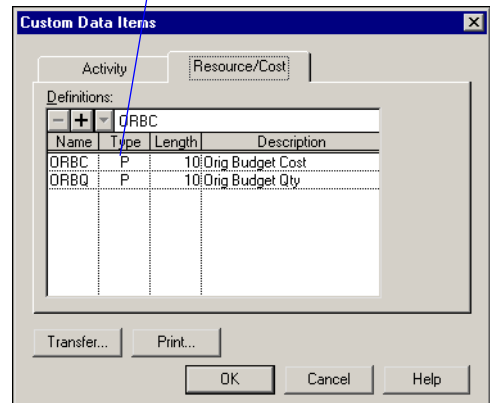 Custom Data Items
Activity Resource/Cost
Definitions:
ORBC
Name Type Length Description
ORBC P 10 Orig Budget Cost
ORBQ P 10 Orig Budget Qty
Transfer... Print...
OK Cancel Help